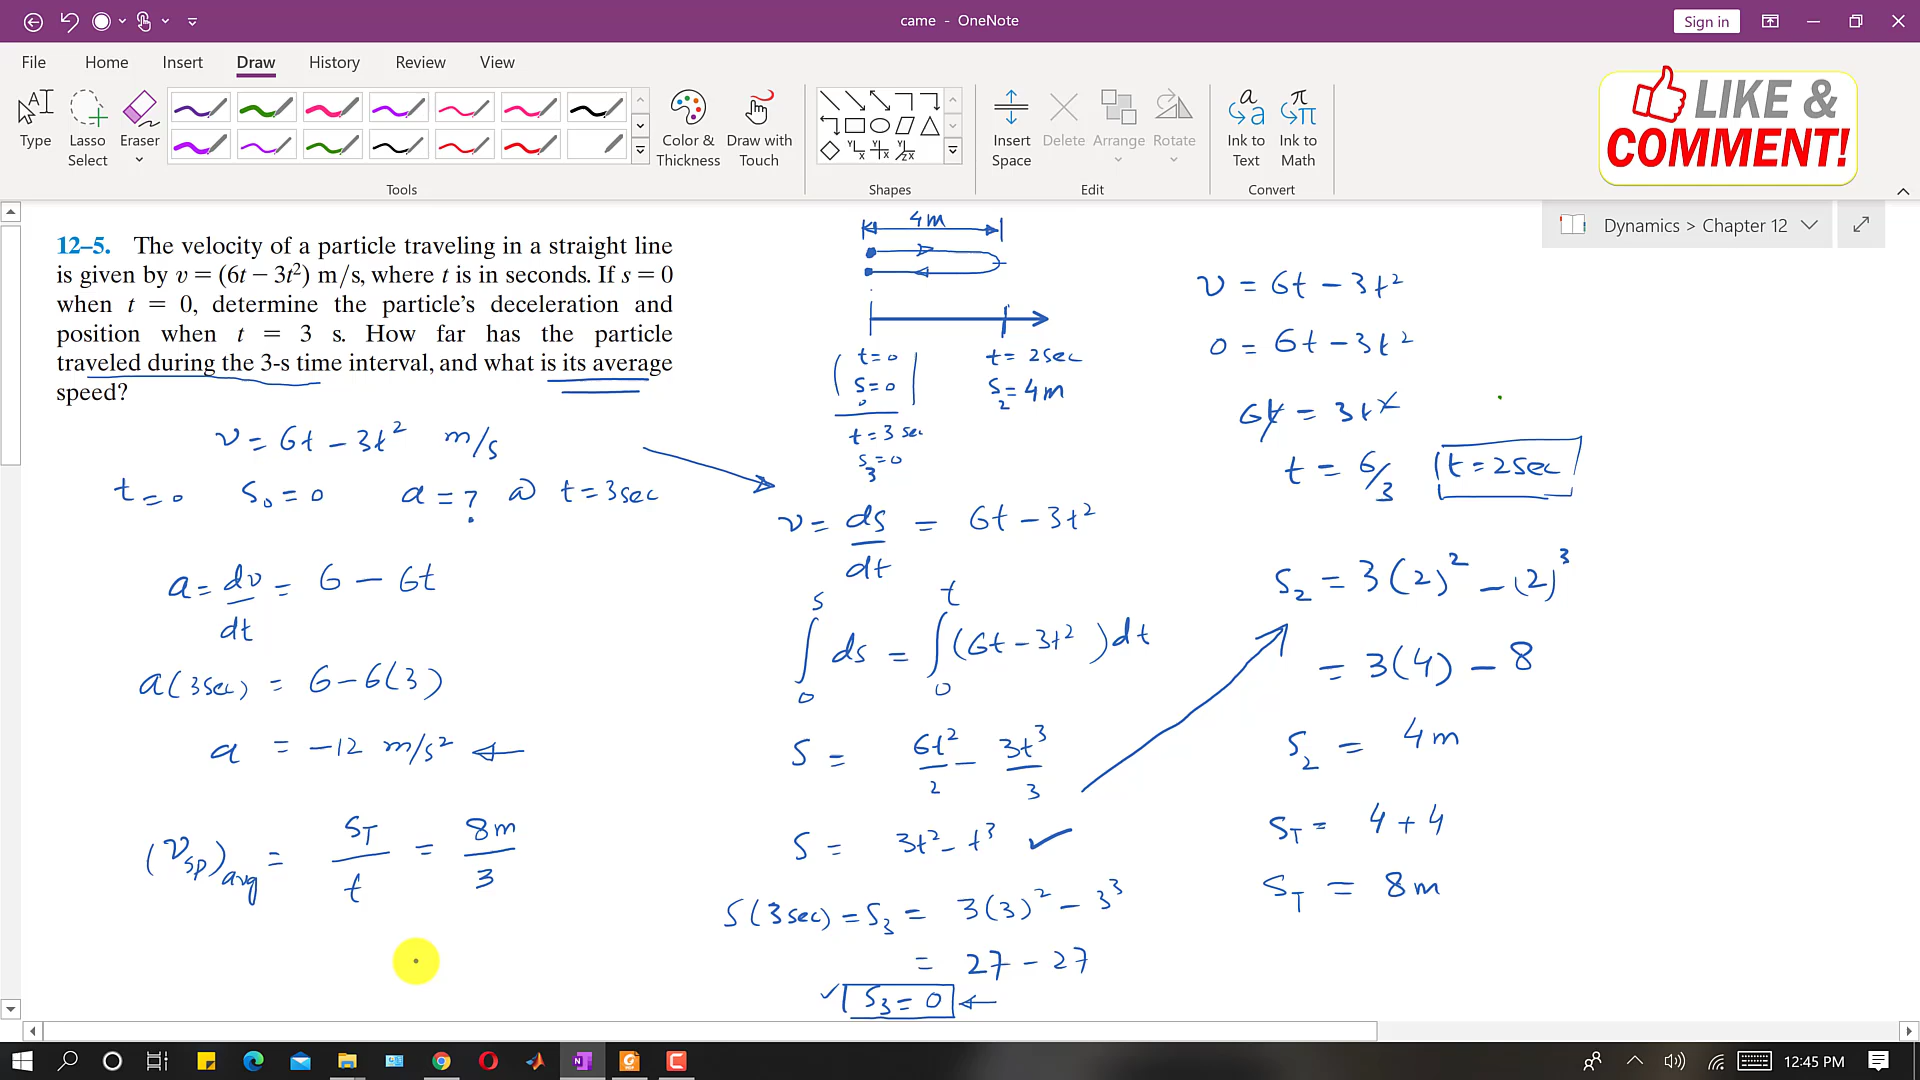 came - OneNote
Sign in
File Home Insert Draw History Review View
Type
Lasso Select
Eraser
Color & Thickness
Draw with Touch
Insert Space
Delete
Arrange
Rotate
Ink to Text
Ink to Math
Tools
Shapes
Edit
Convert
LIKE &
COMMENT!
Dynamics > Chapter 12
12–5. The velocity of a particle traveling in a straight line
is given by v = (6t − 3t²) m/s, where t is in seconds. If s = 0
when t = 0, determine the particle's deceleration and
position when t = 3 s. How far has the particle
traveled during the 3-s time interval, and what is its average
speed?
v = 6t − 3t² m/s
t = 0 S₀ = 0 a = ? @ t = 3sec
a = dv/dt = 6 − 6t
a(3sec) = 6 − 6(3)
a = −12 m/s²
(Vsp)avg = S_T/t = 8m/3
4m
t = 0
S₀ = 0
t = 3 sec
S₃ = 0
t = 2sec
S₂ = 4m
v = ds/dt = 6t − 3t²
∫₀ˢ ds = ∫₀ᵗ (6t − 3t²) dt
S = 6t²/2 − 3t³/3
S = 3t² − t³
S(3sec) = S₃ = 3(3)² − 3³
= 27 − 27
S₃ = 0
v = 6t − 3t²
0 = 6t − 3t²
6t = 3t²
t = 6/3 t = 2sec
S₂ = 3(2)² − (2)³
= 3(4) − 8
S₂ = 4m
S_T = 4 + 4
S_T = 8m
12:45 PM